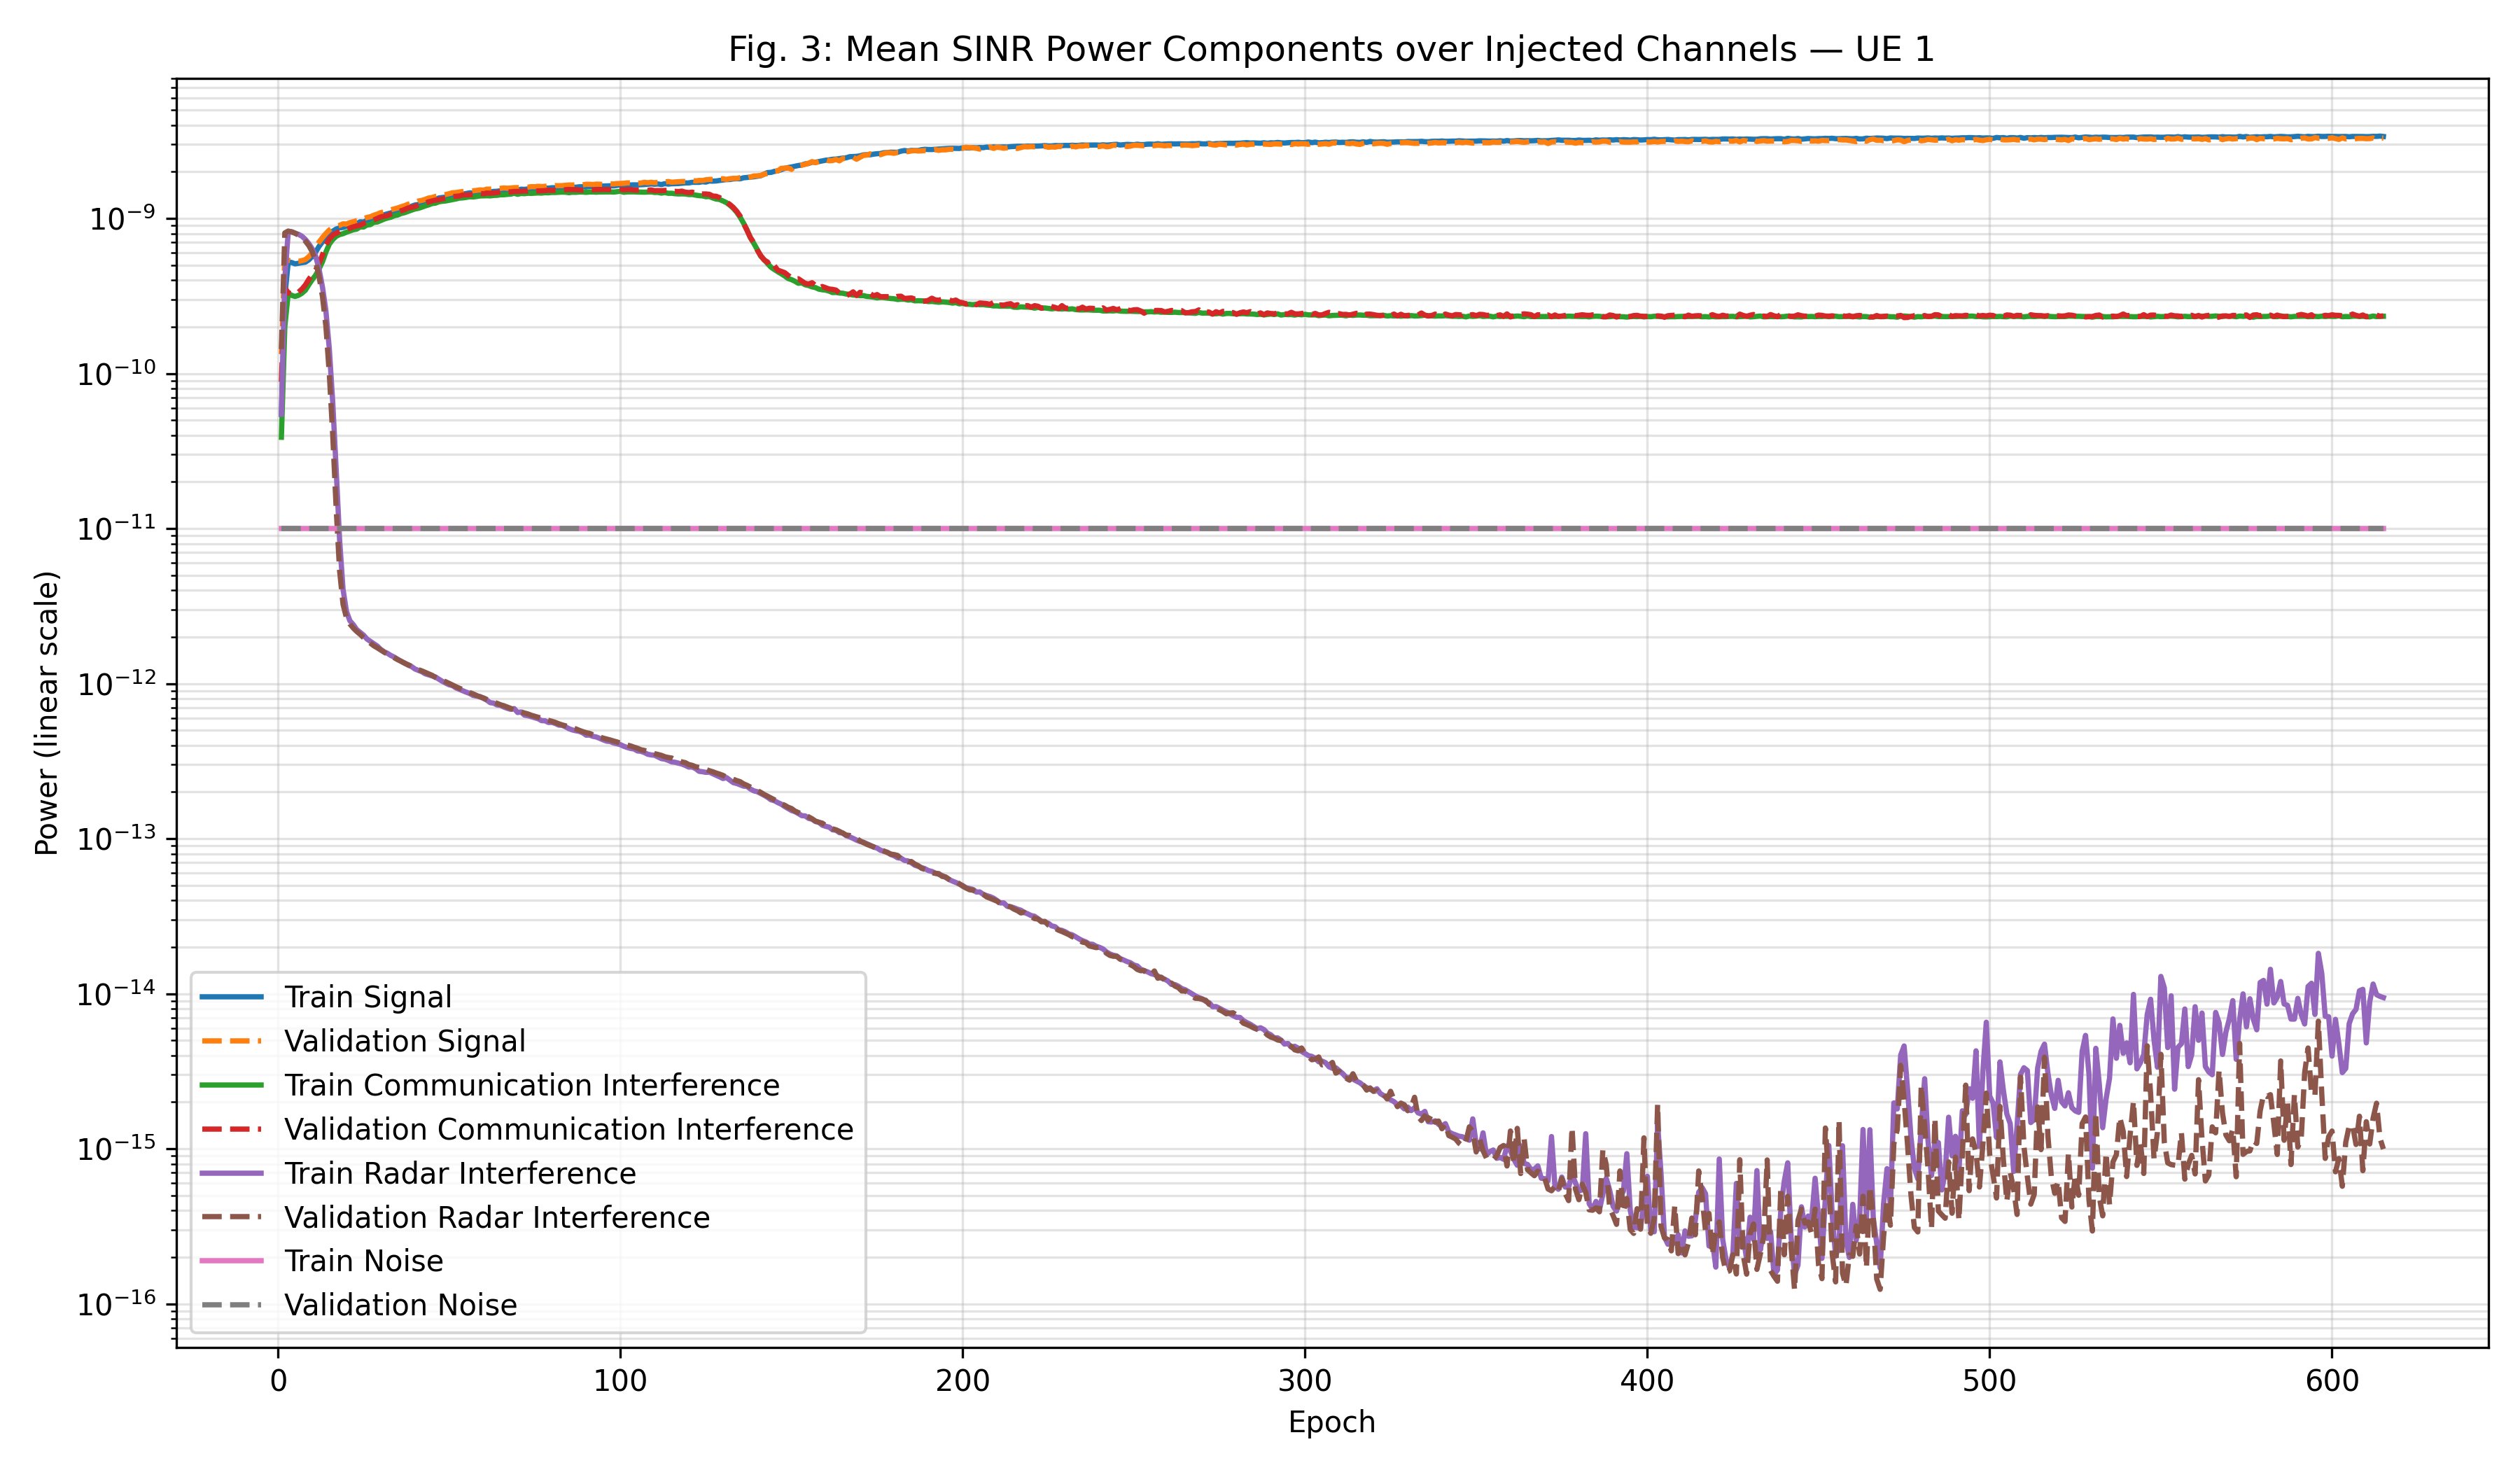 Fig. 3: Mean SINR Power Components over Injected Channels — UE 1
Power (linear scale)
10⁻⁹
10⁻¹⁰
10⁻¹¹
10⁻¹²
10⁻¹³
10⁻¹⁴
10⁻¹⁵
10⁻¹⁶
Train Signal
Validation Signal
Train Communication Interference
Validation Communication Interference
Train Radar Interference
Validation Radar Interference
Train Noise
Validation Noise
0 100 200 300 400 500 600
Epoch